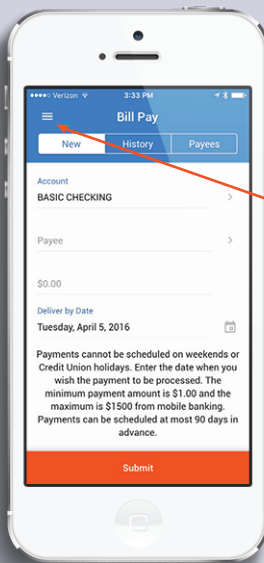 Verizon 3:33 PM
Bill Pay
New History Payees
Account
BASIC CHECKING
Payee
$0.00
Deliver by Date
Tuesday, April 5, 2016
Payments cannot be scheduled on weekends or
Credit Union holidays. Enter the date when you
wish the payment to be processed. The
minimum payment amount is $1.00 and the
maximum is $1500 from mobile banking.
Payments can be scheduled at most 90 days in
advance.
Submit